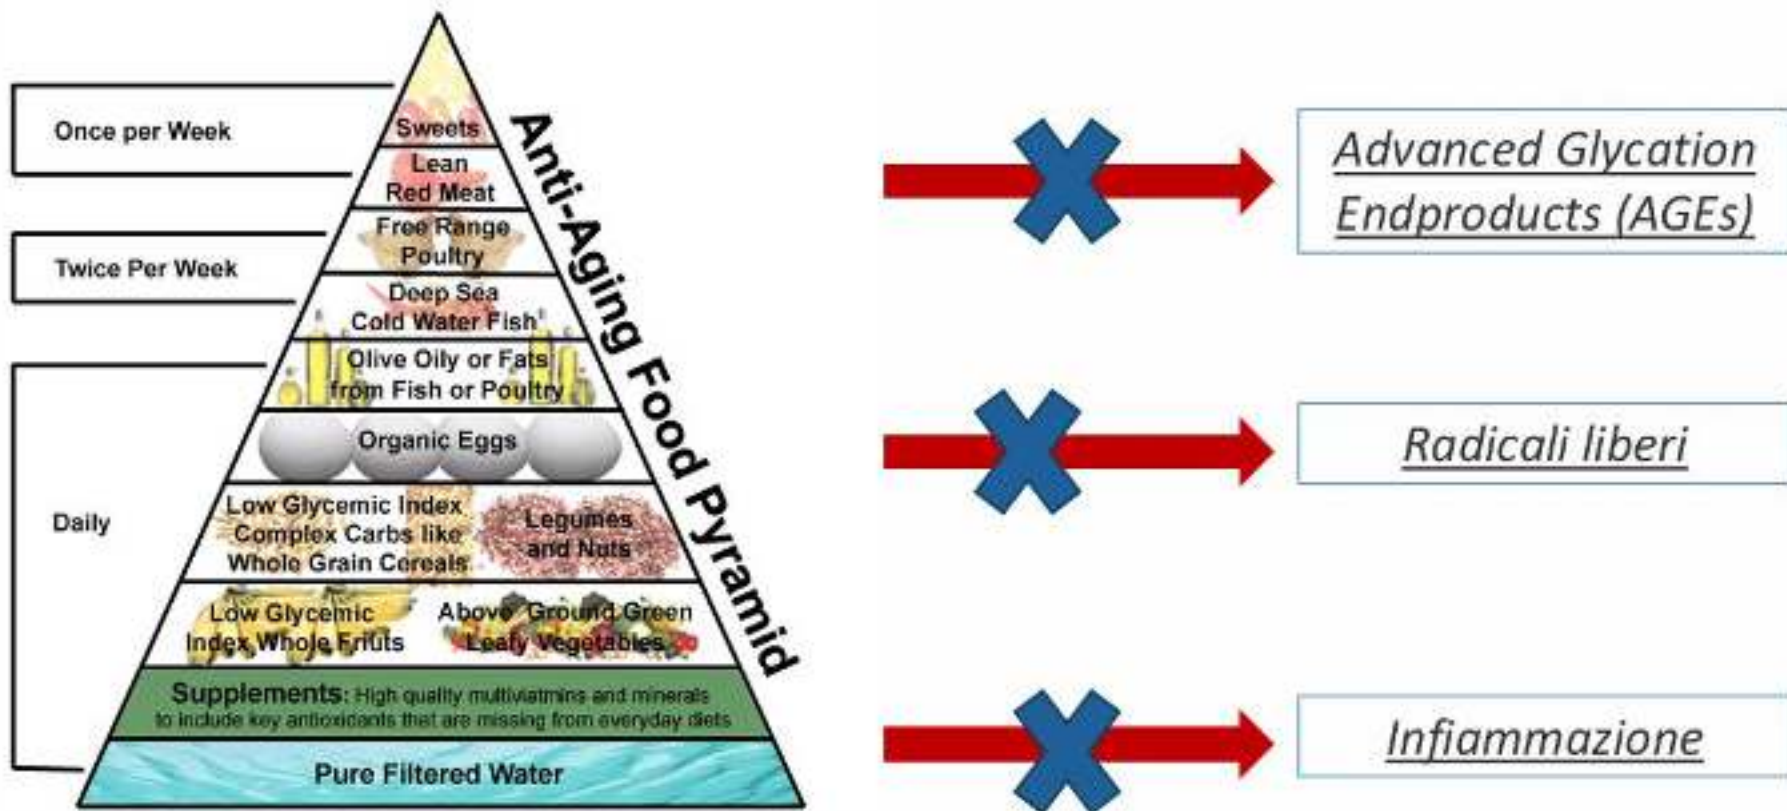 Once per Week
Twice Per Week
Daily
Sweets
Lean
Red Meat
Free Range
Poultry
Deep Sea
Cold Water Fish
Olive Oily or Fats
from Fish or Poultry
Organic Eggs
Low Glycemic Index
Complex Carbs like
Whole Grain Cereals
Legumes
and Nuts
Low Glycemic
Index Whole Friuts
Above Ground Green
Leafy Vegetables
Supplements: High quality multiviatmins and minerals
to include key antioxidants that are missing from everyday diets
Pure Filtered Water
Anti-Aging Food Pyramid
Advanced Glycation
Endproducts (AGEs)
Radicali liberi
Infiammazione